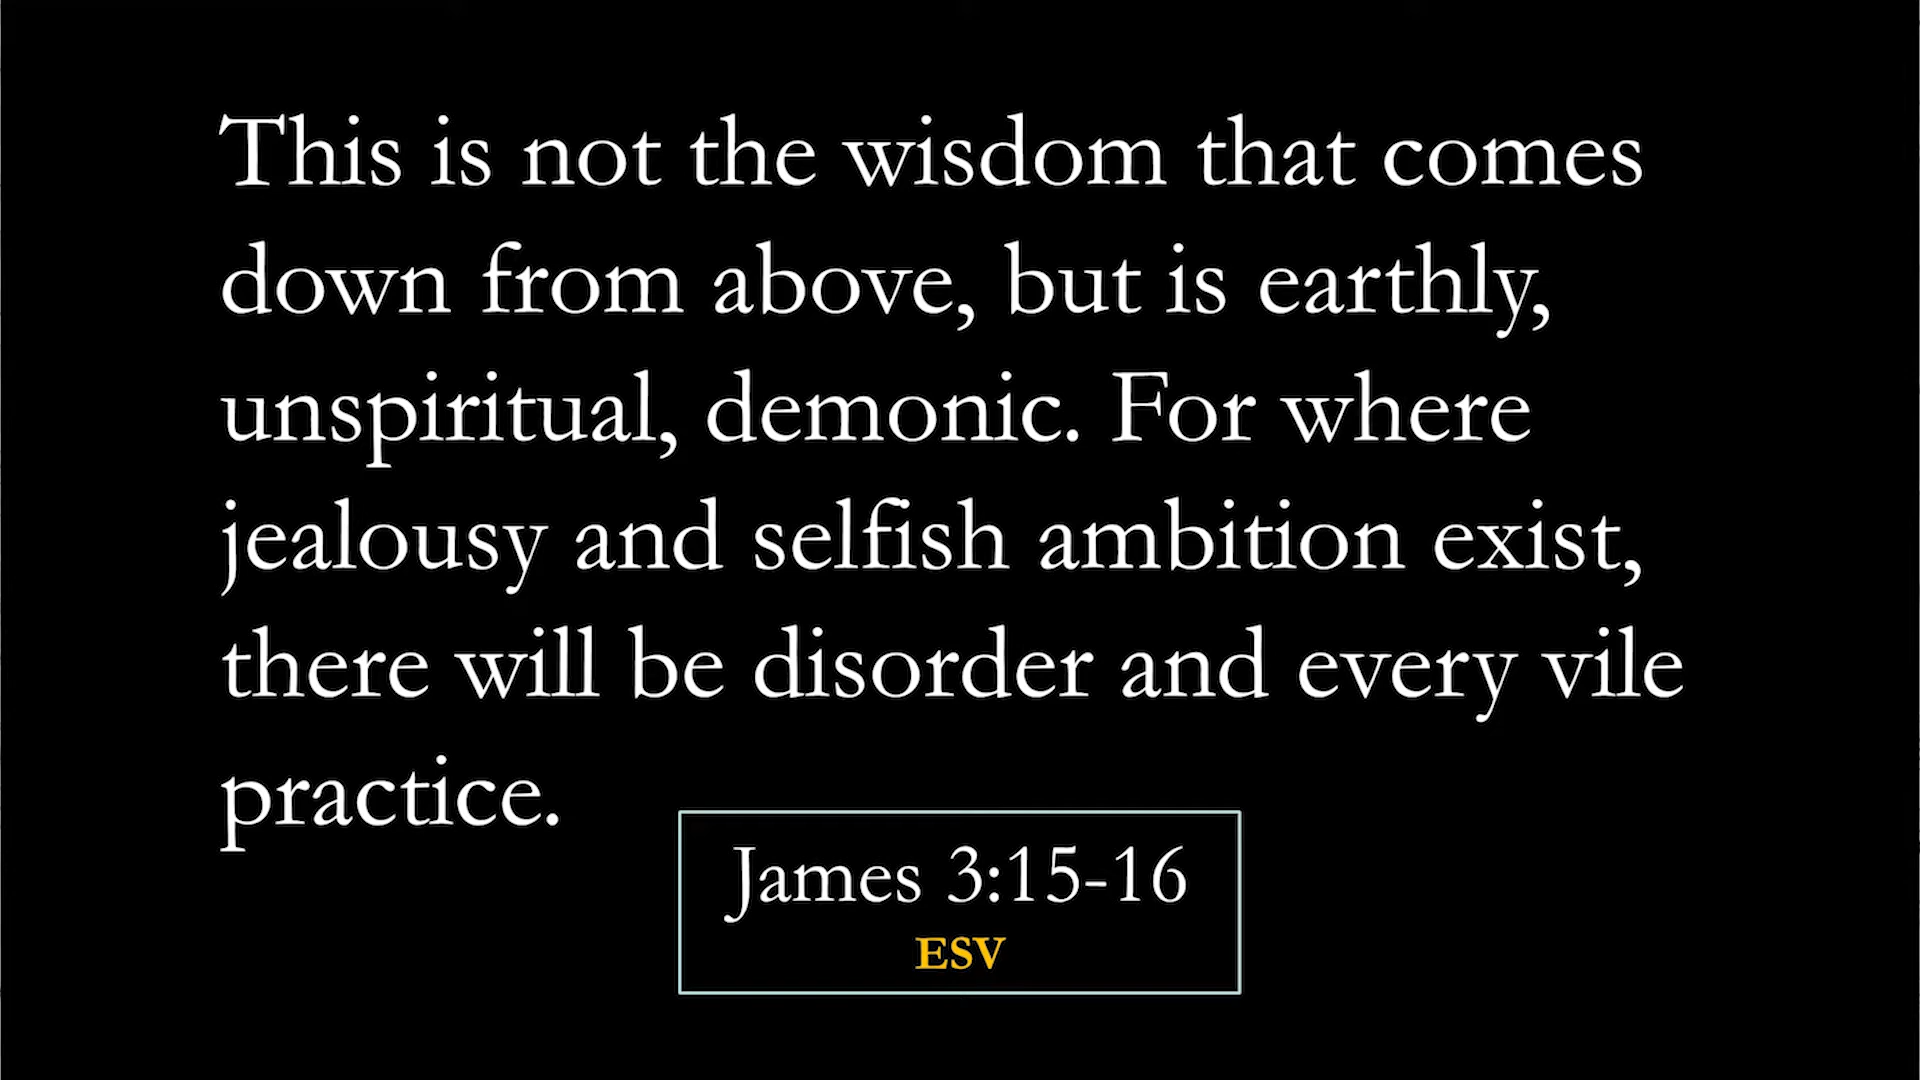 This is not the wisdom that comes
down from above, but is earthly,
unspiritual, demonic. For where
jealousy and selfish ambition exist,
there will be disorder and every vile
practice.
James 3:15-16
ESV